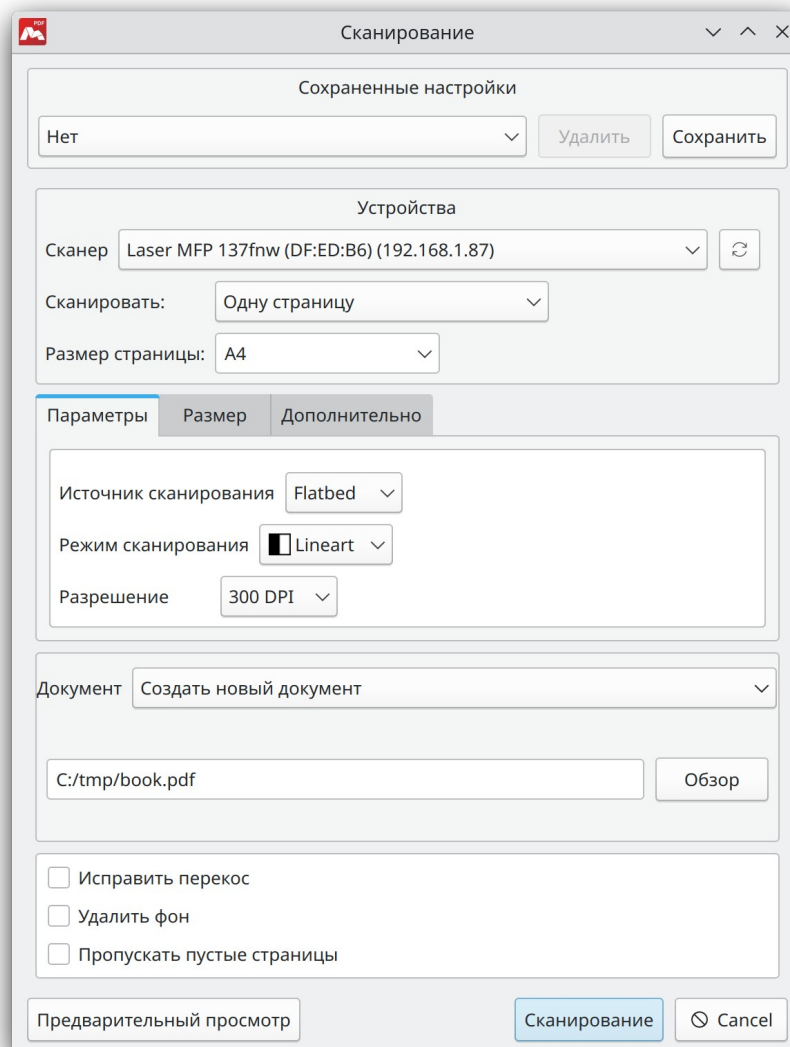 PDF
Сканирование
Сохраненные настройки
Нет Удалить Сохранить
Устройства
Сканер Laser MFP 137fnw (DF:ED:B6) (192.168.1.87)
Сканировать: Одну страницу
Размер страницы: A4
Параметры Размер Дополнительно
Источник сканирования Flatbed
Режим сканирования Lineart
Разрешение 300 DPI
Документ Создать новый документ
C:/tmp/book.pdf Обзор
Исправить перекос
Удалить фон
Пропускать пустые страницы
Предварительный просмотр Сканирование Cancel